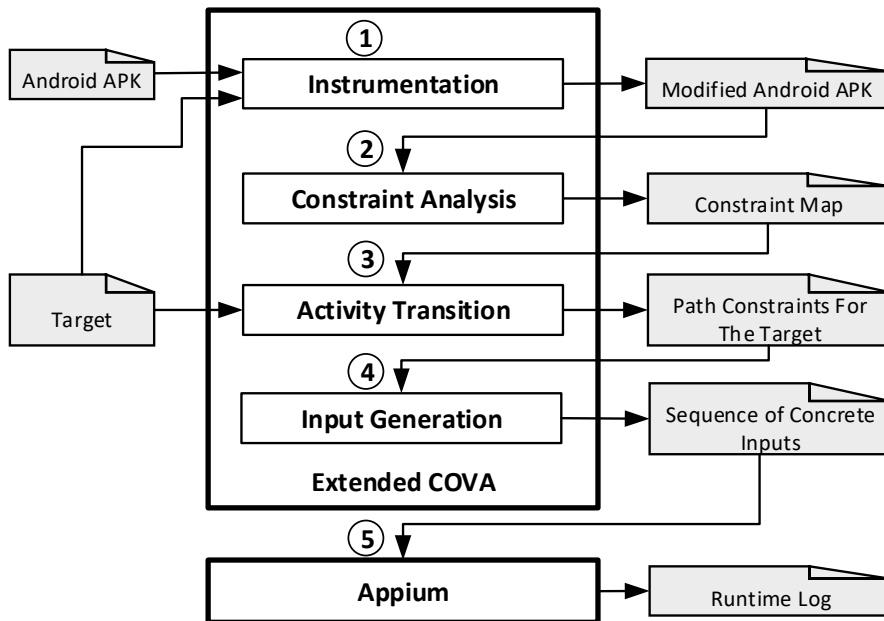 1
Android APK
Instrumentation
Modified Android APK
2
Constraint Analysis
Constraint Map
3
Target
Activity Transition
Path Constraints For
The Target
4
Input Generation
Sequence of Concrete
Inputs
Extended COVA
5
Appium
Runtime Log